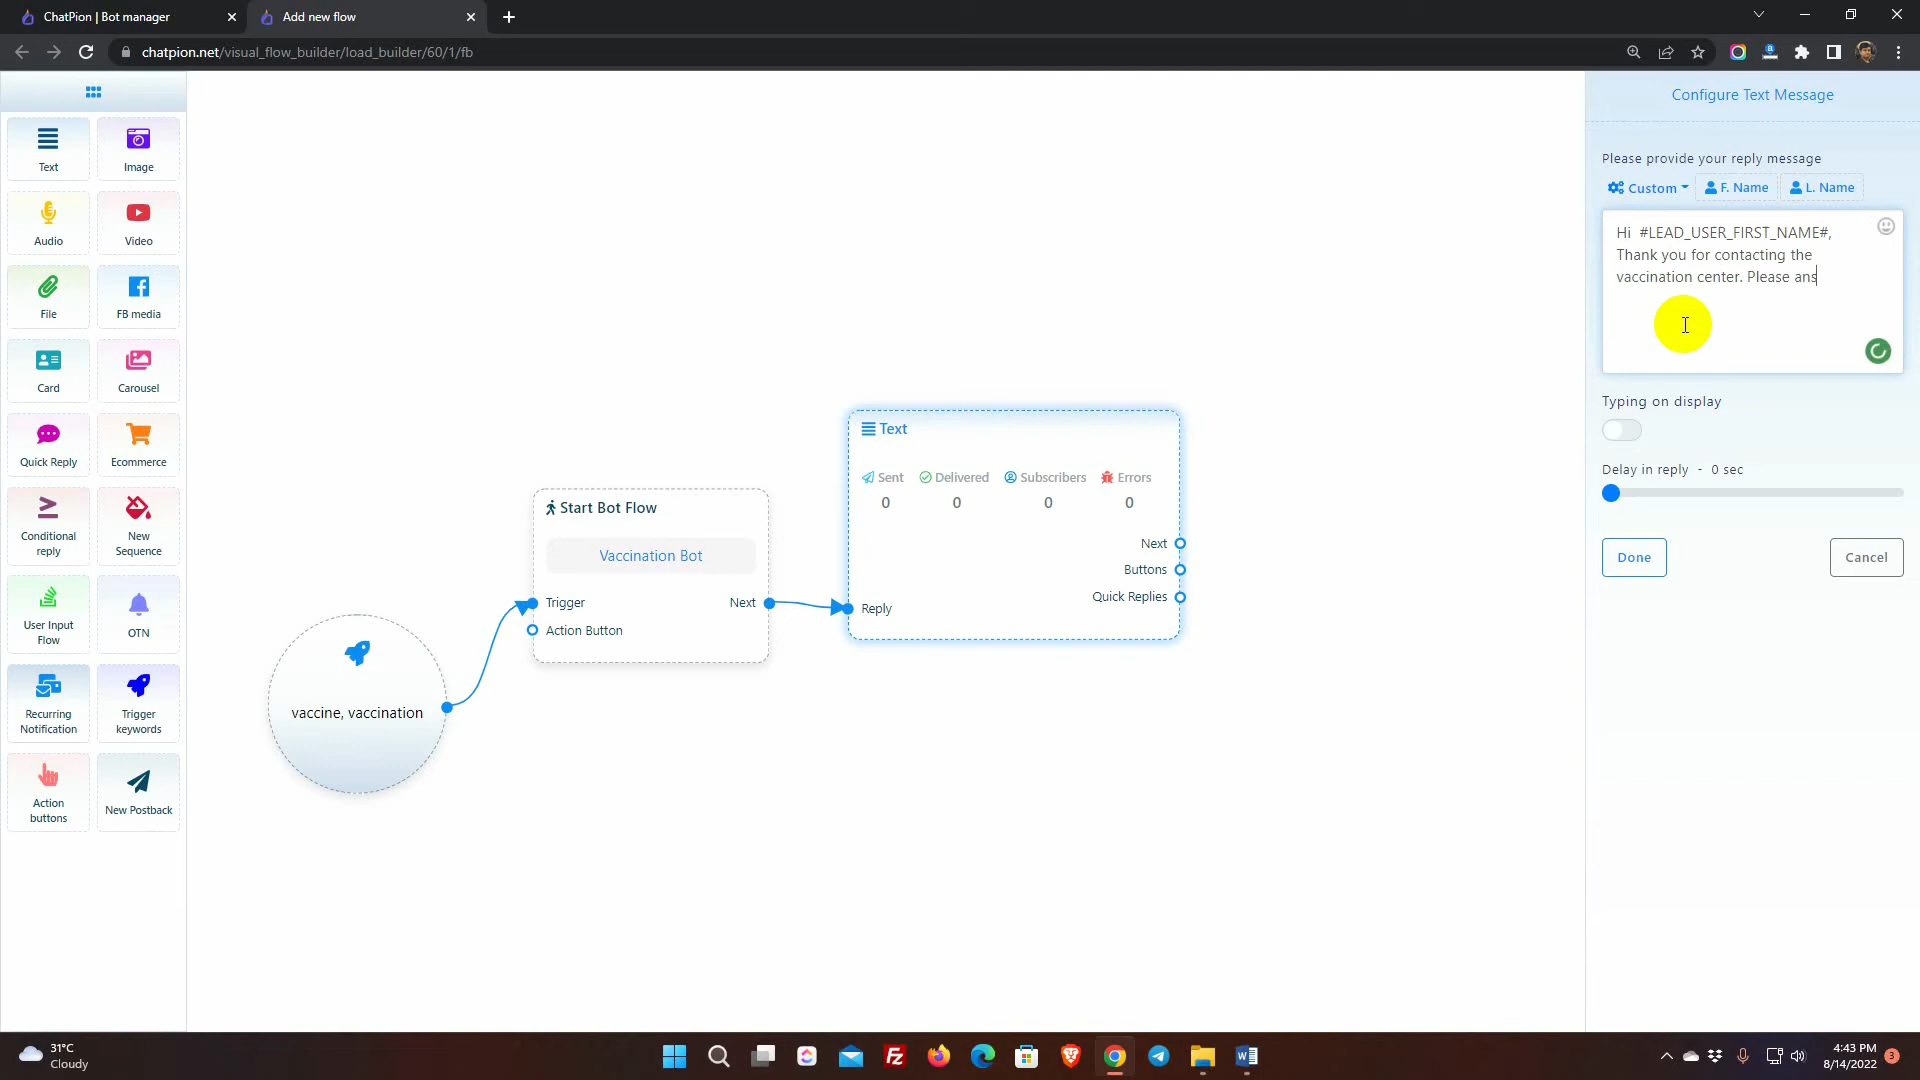 ChatPion | Bot manager
Add new flow
chatpion.net/visual_flow_builder/load_builder/60/1/fb
Text
Image
Audio
Video
File
FB media
Card
Carousel
Quick Reply
Ecommerce
Conditional
reply
New
Sequence
User Input
Flow
OTN
Recurring
Notification
Trigger
keywords
Action
buttons
New Postback
vaccine, vaccination
Start Bot Flow
Vaccination Bot
Trigger
Next
Action Button
Text
Sent Delivered Subscribers Errors
0 0 0 0
Next
Buttons
Quick Replies
Reply
Configure Text Message
Please provide your reply message
Custom F. Name L. Name
Hi #LEAD_USER_FIRST_NAME#,
Thank you for contacting the
vaccination center. Please ans
Typing on display
Delay in reply - 0 sec
Done Cancel
31°C
Cloudy
4:43 PM
8/14/2022
3